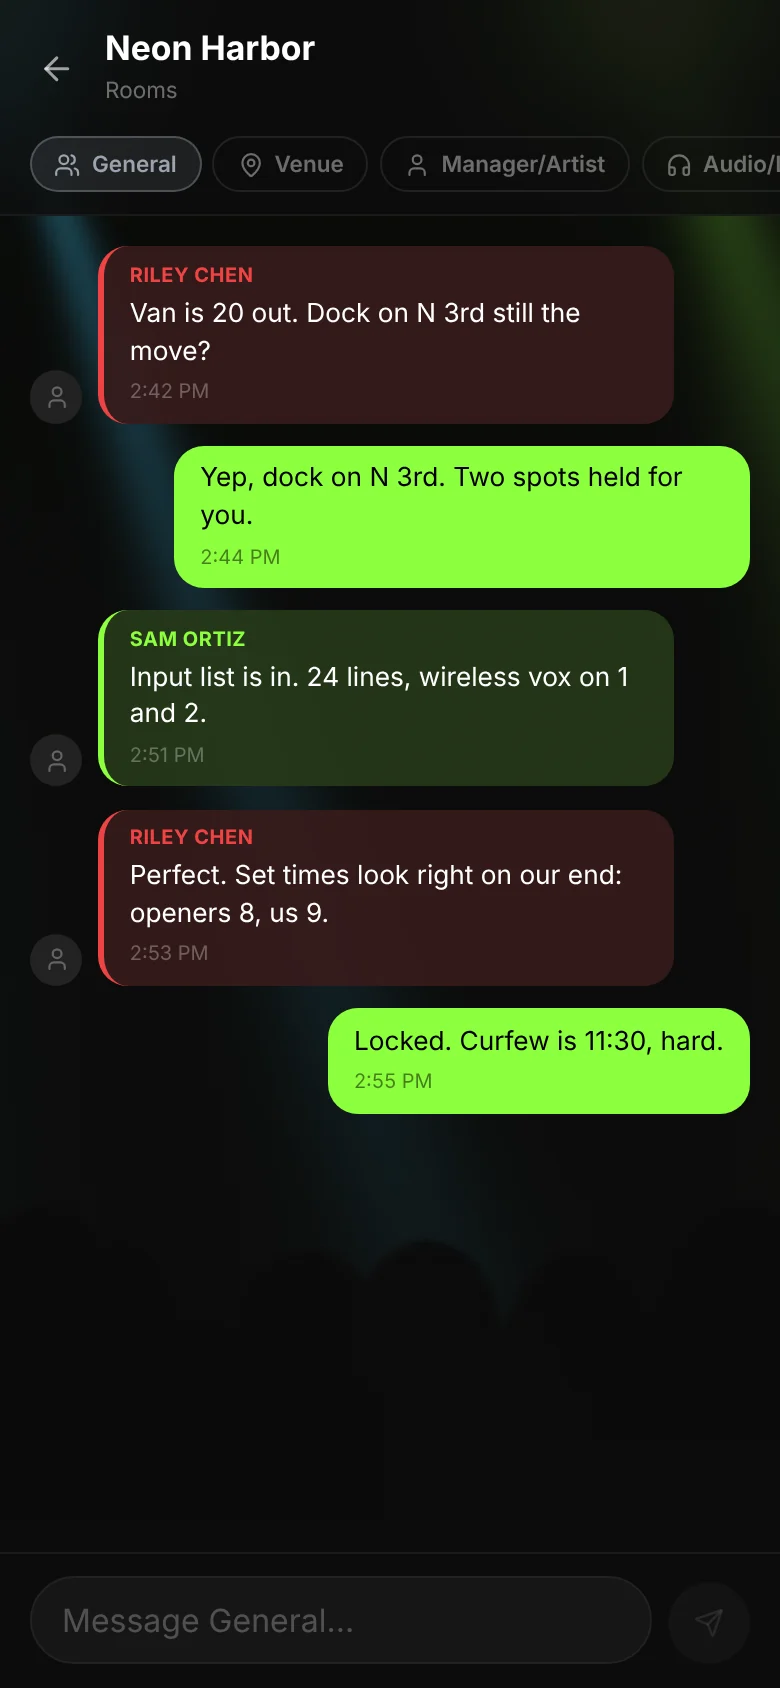 Neon Harbor
Rooms
General
Venue
Manager/Artist
Audio/
RILEY CHEN
Van is 20 out. Dock on N 3rd still the
move?
2:42 PM
Yep, dock on N 3rd. Two spots held for
you.
2:44 PM
SAM ORTIZ
Input list is in. 24 lines, wireless vox on 1
and 2.
2:51 PM
RILEY CHEN
Perfect. Set times look right on our end:
openers 8, us 9.
2:53 PM
Locked. Curfew is 11:30, hard.
2:55 PM
Message General...